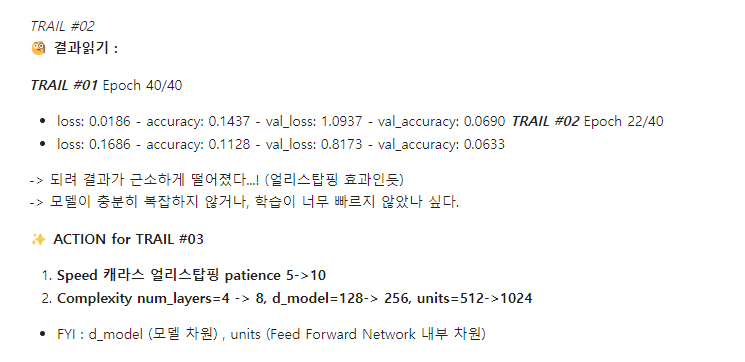 TRAIL #02
🧐 결과읽기 :
TRAIL #01 Epoch 40/40
• loss: 0.0186 - accuracy: 0.1437 - val_loss: 1.0937 - val_accuracy: 0.0690 TRAIL #02 Epoch 22/40
• loss: 0.1686 - accuracy: 0.1128 - val_loss: 0.8173 - val_accuracy: 0.0633
-> 되려 결과가 근소하게 떨어졌다...! (얼리스탑핑 효과인듯)
-> 모델이 충분히 복잡하지 않거나, 학습이 너무 빠르지 않았나 싶다.
✨ ACTION for TRAIL #03
1. Speed 캐라스 얼리스탑핑 patience 5->10
2. Complexity num_layers=4 -> 8, d_model=128-> 256, units=512->1024
• FYI : d_model (모델 차원) , units (Feed Forward Network 내부 차원)